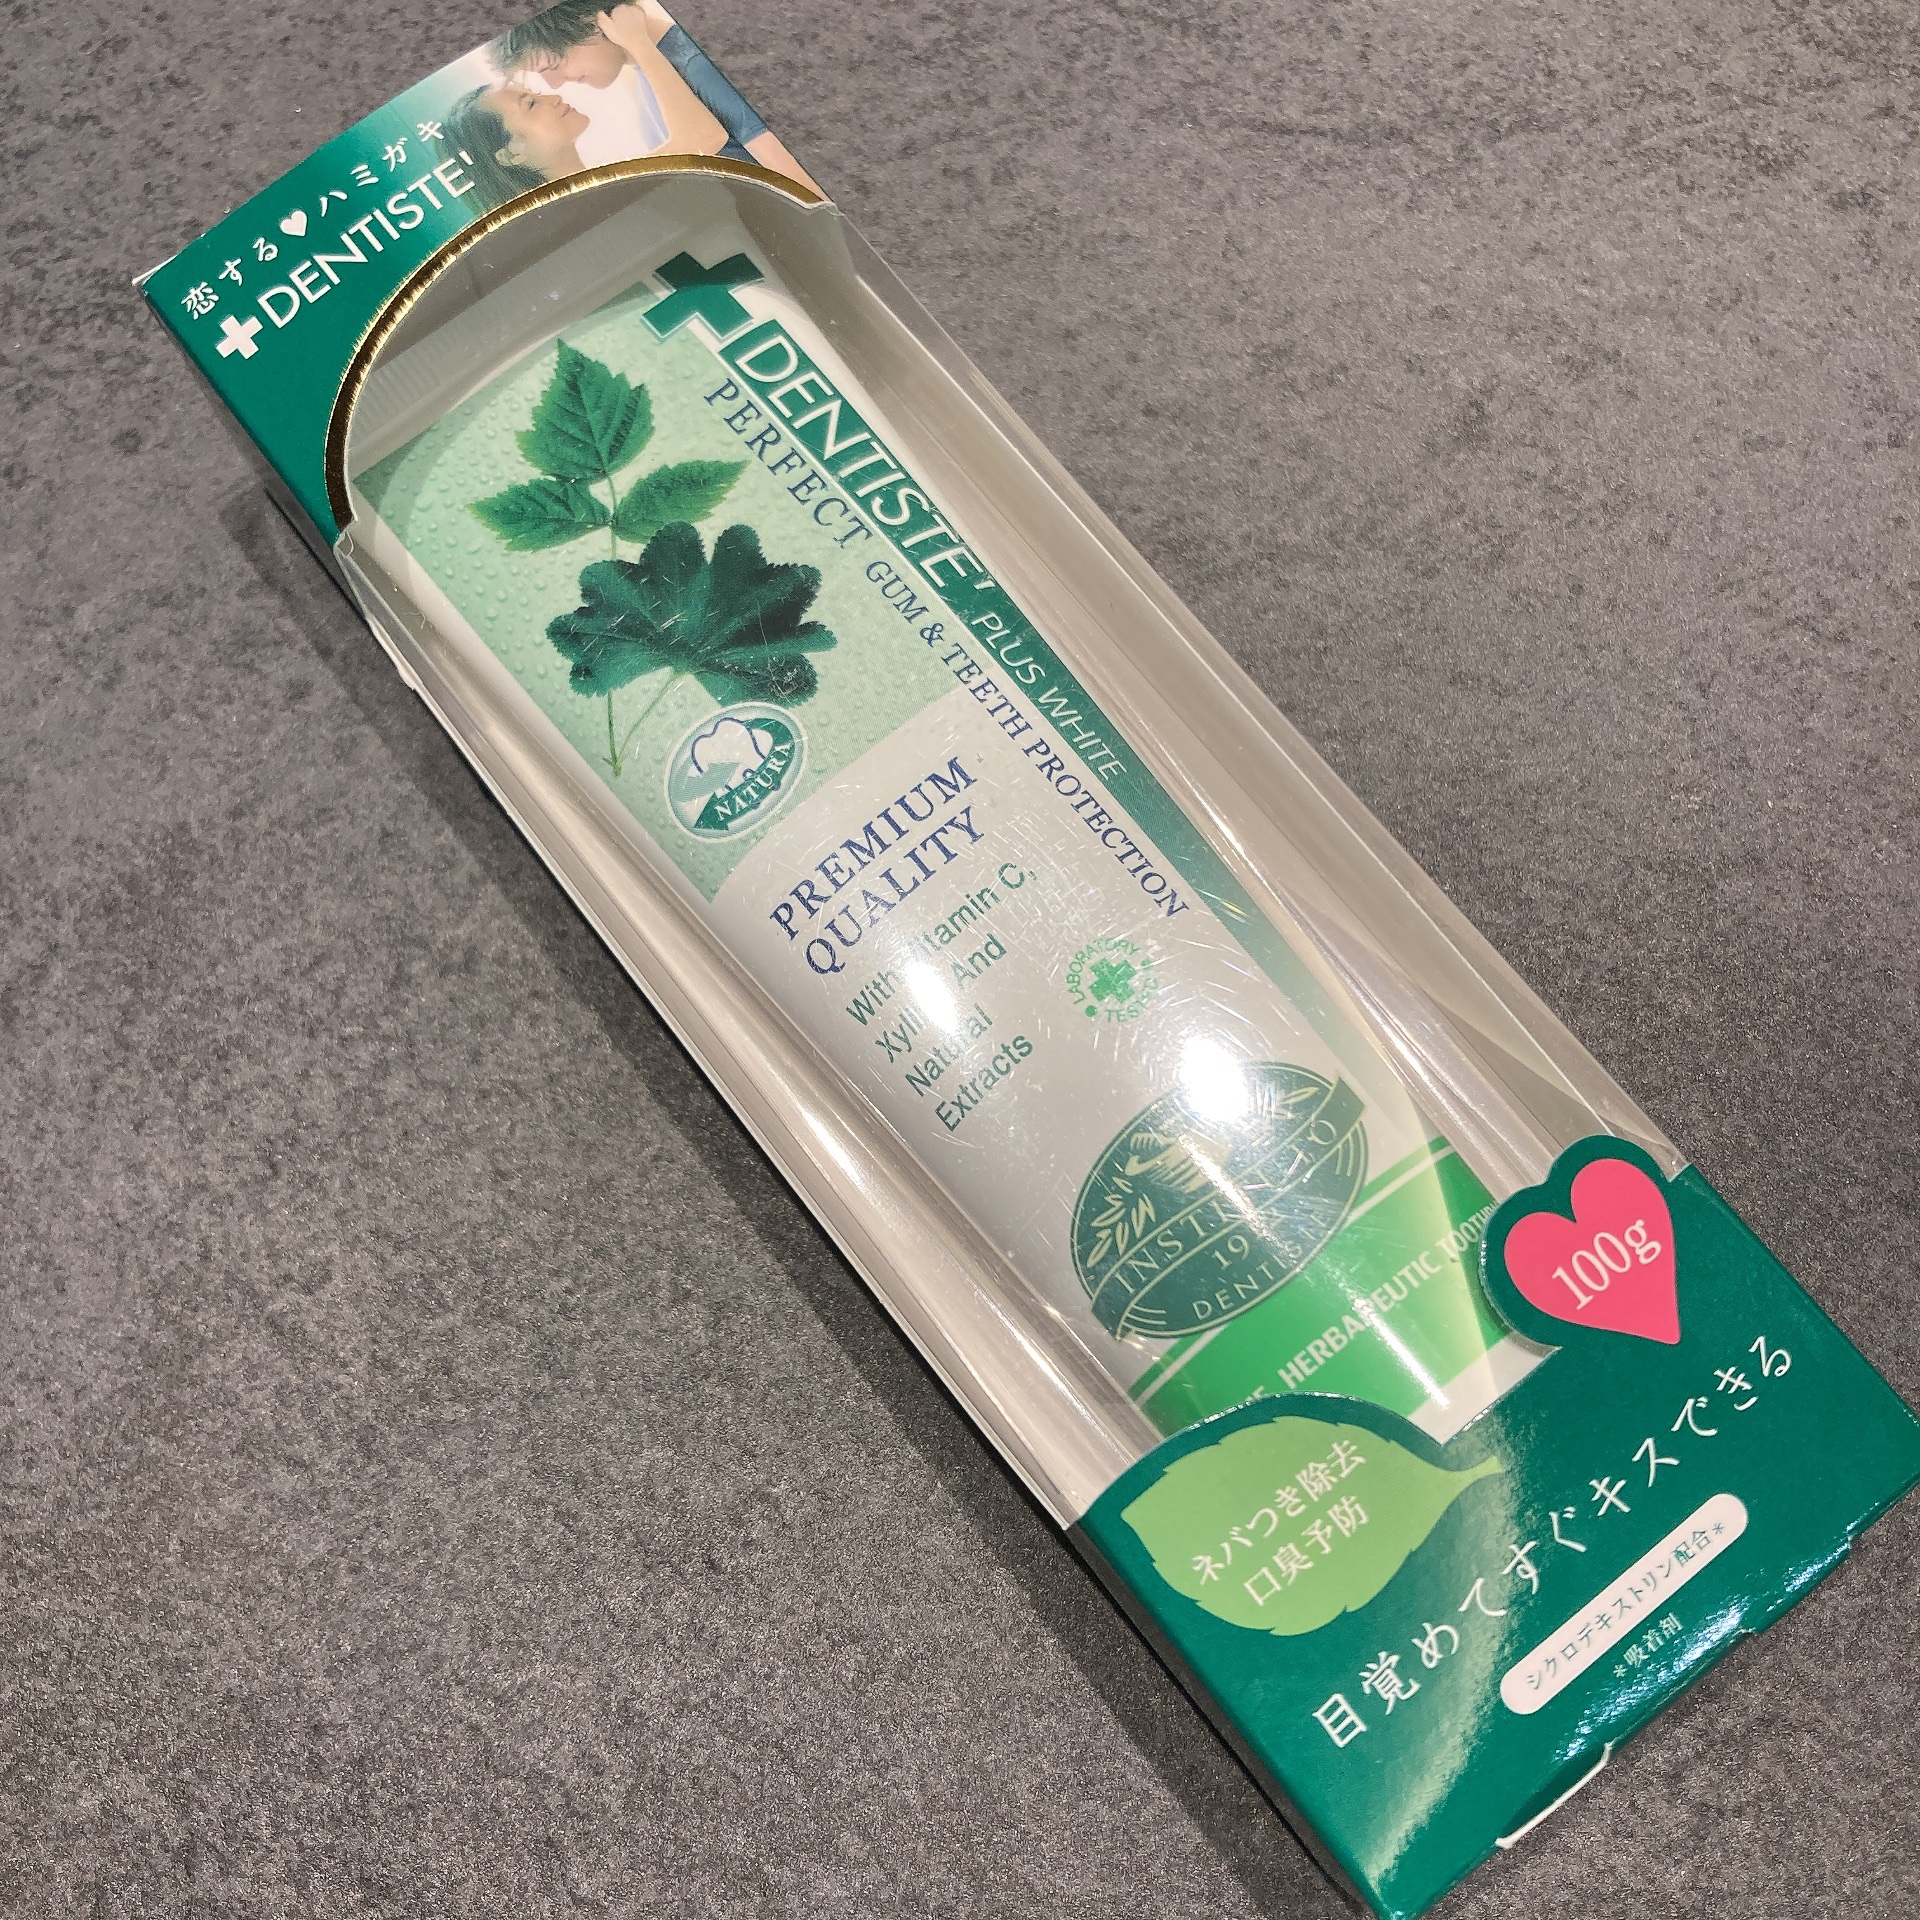 恋する♥ハミガキ
DENTISTE'
DENTISTE' PLUS WHITE
PERFECT GUM & TEETH PROTECTION
NATURA
PREMIUM
QUALITY
With Vitamin C,
And
Natural
Extracts
LABORATORY
TESTED
DENTISTE
HERBAPEUTIC
100g
ネバつき除去
口臭予防
目覚めてすぐキスできる
シクロデキストリン配合*
*吸着剤